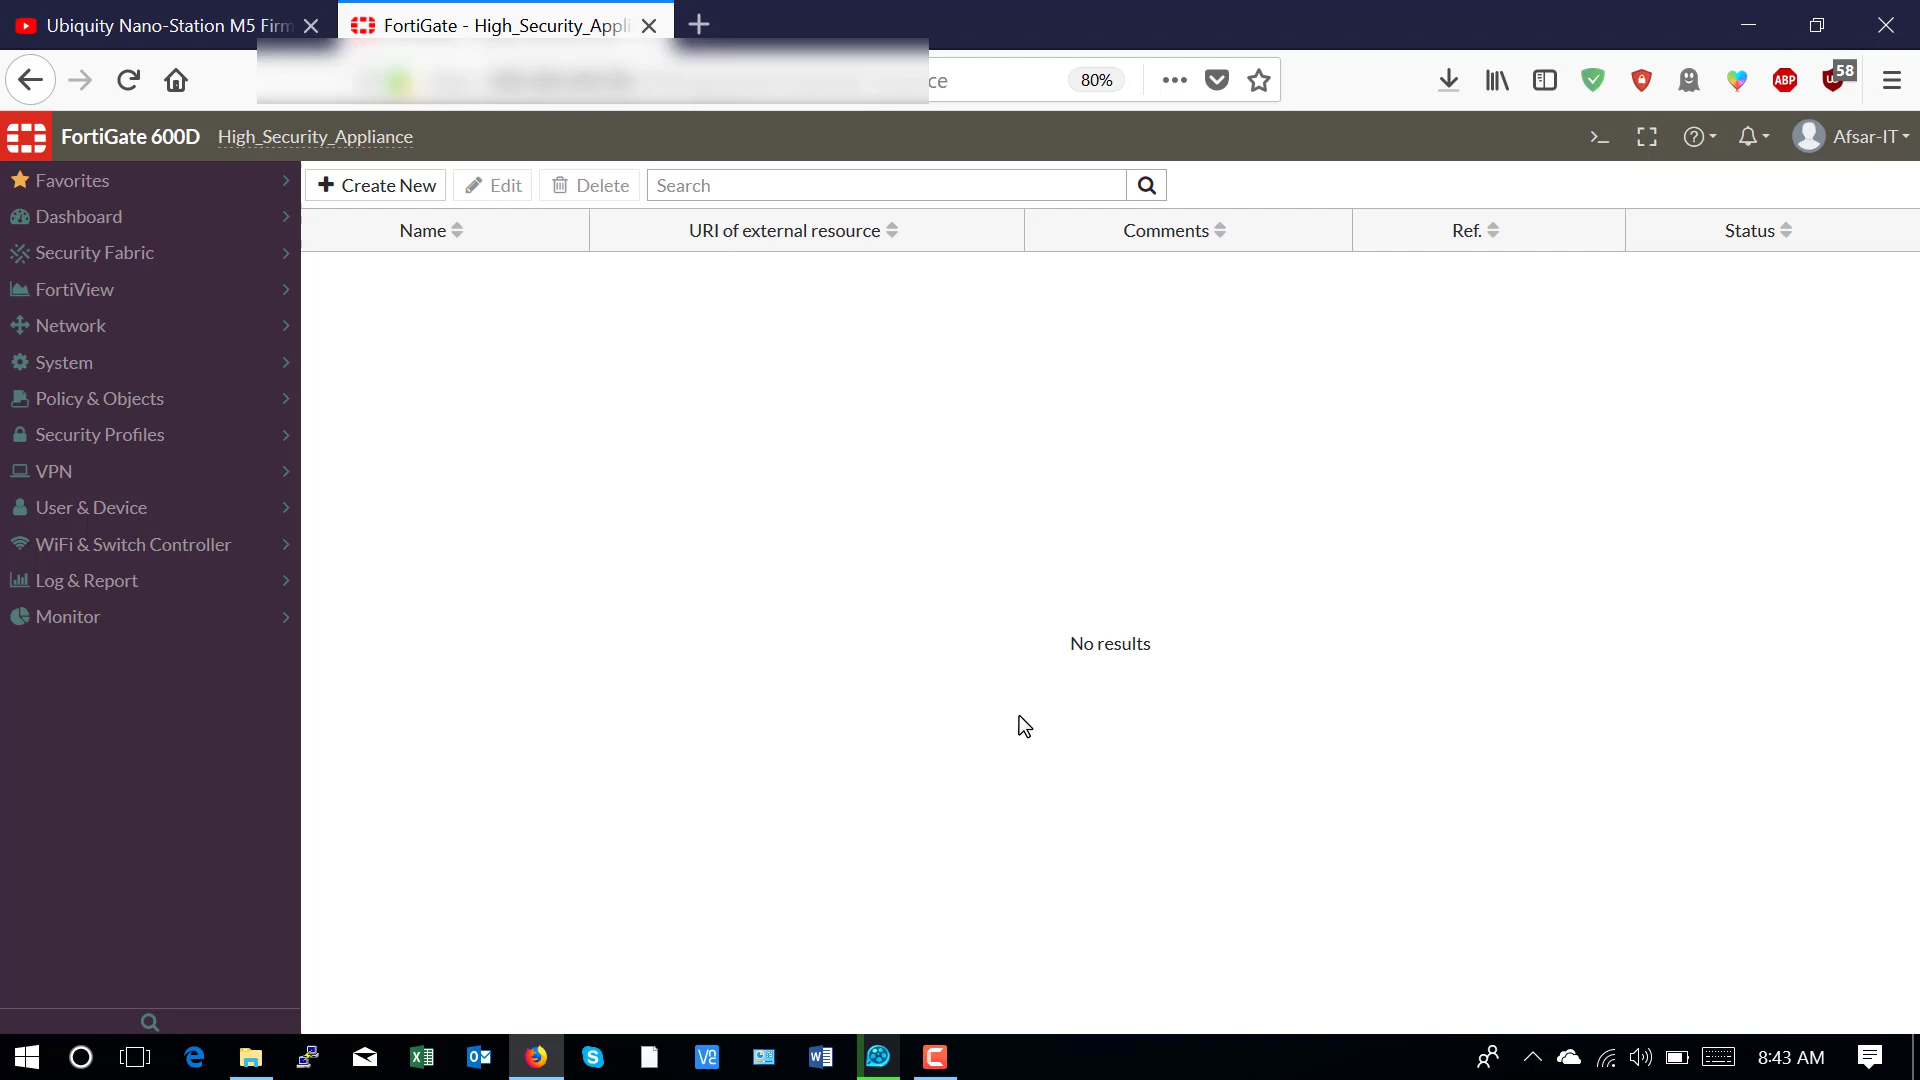 Ubiquity Nano-Station M5 Firm
FortiGate - High_Security_Appli
80%
58
ABP
FortiGate 600D
High_Security_Appliance
Afsar-IT
Favorites
Dashboard
Security Fabric
FortiView
Network
System
Policy & Objects
Security Profiles
VPN
User & Device
WiFi & Switch Controller
Log & Report
Monitor
Create New
Edit
Delete
Search
Name
URI of external resource
Comments
Ref.
Status
No results
8:43 AM